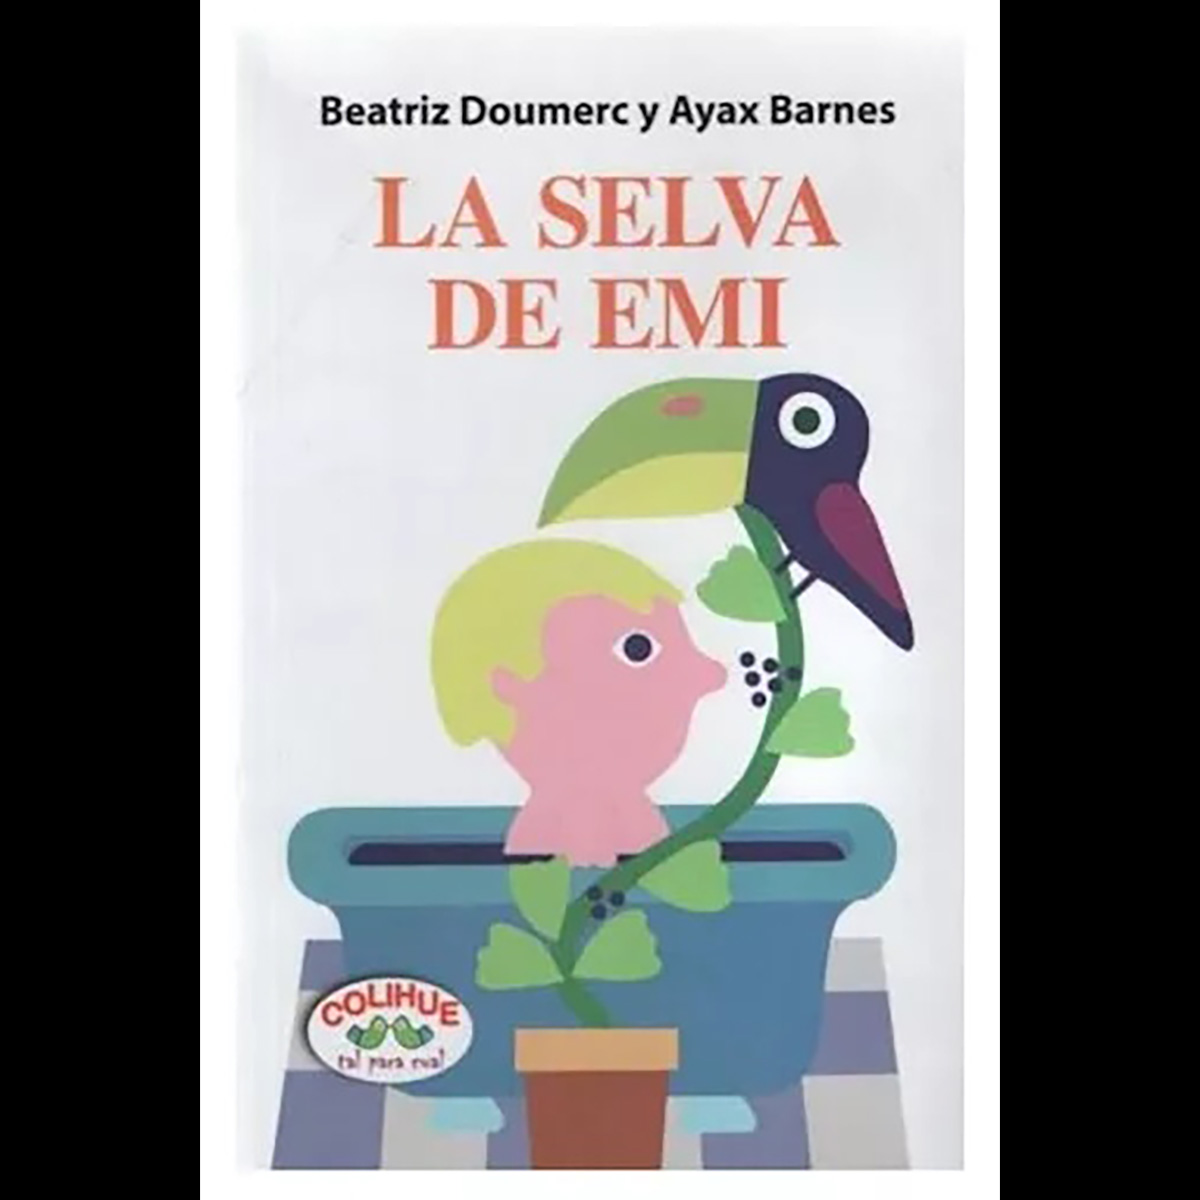 Beatriz Doumerc y Ayax Barnes
LA SELVA
DE EMI
COLIHUE
tal para cual